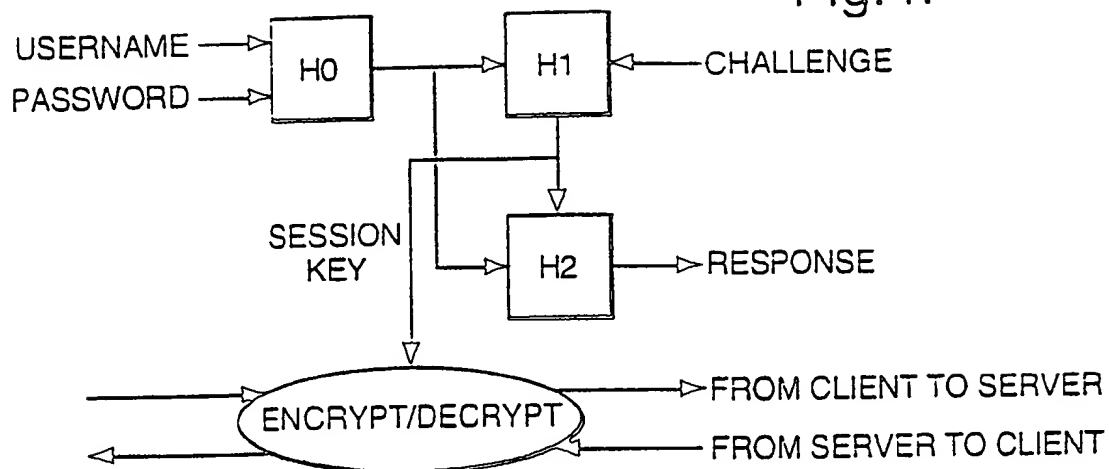 USERNAME
PASSWORD
H0
H1
CHALLENGE
SESSION
KEY
H2
RESPONSE
ENCRYPT/DECRYPT
FROM CLIENT TO SERVER
FROM SERVER TO CLIENT